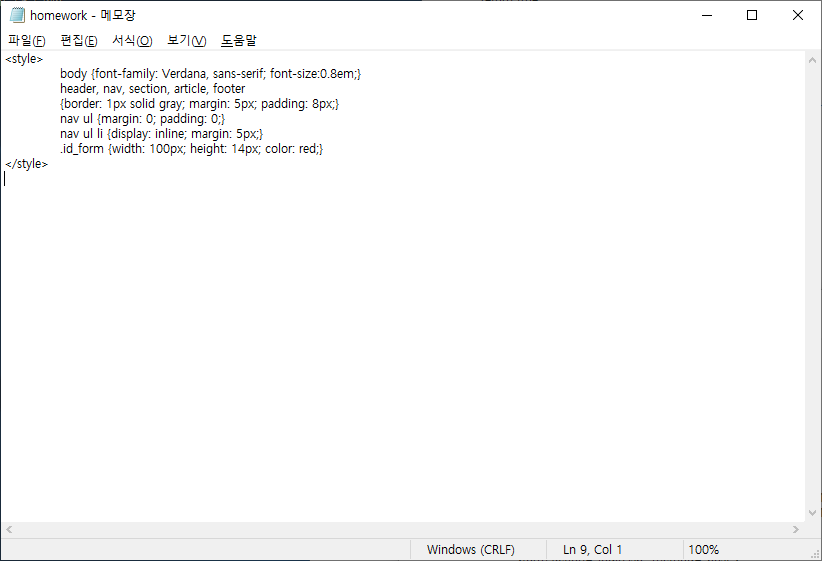 homework - 메모장
파일(F) 편집(E) 서식(O) 보기(V) 도움말
<style>
body {font-family: Verdana, sans-serif; font-size:0.8em;}
header, nav, section, article, footer
{border: 1px solid gray; margin: 5px; padding: 8px;}
nav ul {margin: 0; padding: 0;}
nav ul li {display: inline; margin: 5px;}
.id_form {width: 100px; height: 14px; color: red;}
</style>
Windows (CRLF) Ln 9, Col 1 100%